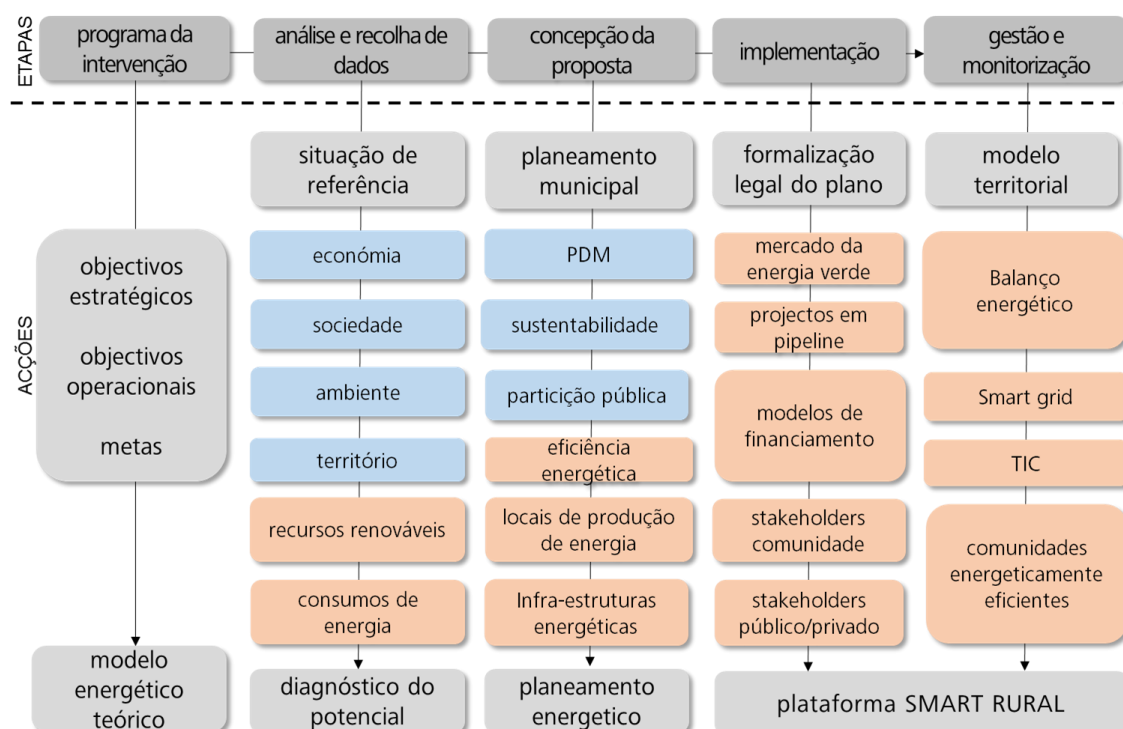 ETAPAS
programa da
intervenção
análise e recolha de
dados
concepção da
proposta
implementação
gestão e
monitorização
ACÇÕES
objectivos
estratégicos
objectivos
operacionais
metas
modelo
energético
teórico
situação de
referência
económia
sociedade
ambiente
território
recursos renováveis
consumos de
energia
diagnóstico do
potencial
planeamento
municipal
PDM
sustentabilidade
particição pública
eficiência
energética
locais de produção
de energia
Infra-estruturas
energéticas
planeamento
energetico
formalização
legal do plano
mercado da
energia verde
projectos em
pipeline
modelos de
financiamento
stakeholders
comunidade
stakeholders
público/privado
modelo
territorial
Balanço
energético
Smart grid
TIC
comunidades
energeticamente
eficientes
plataforma SMART RURAL